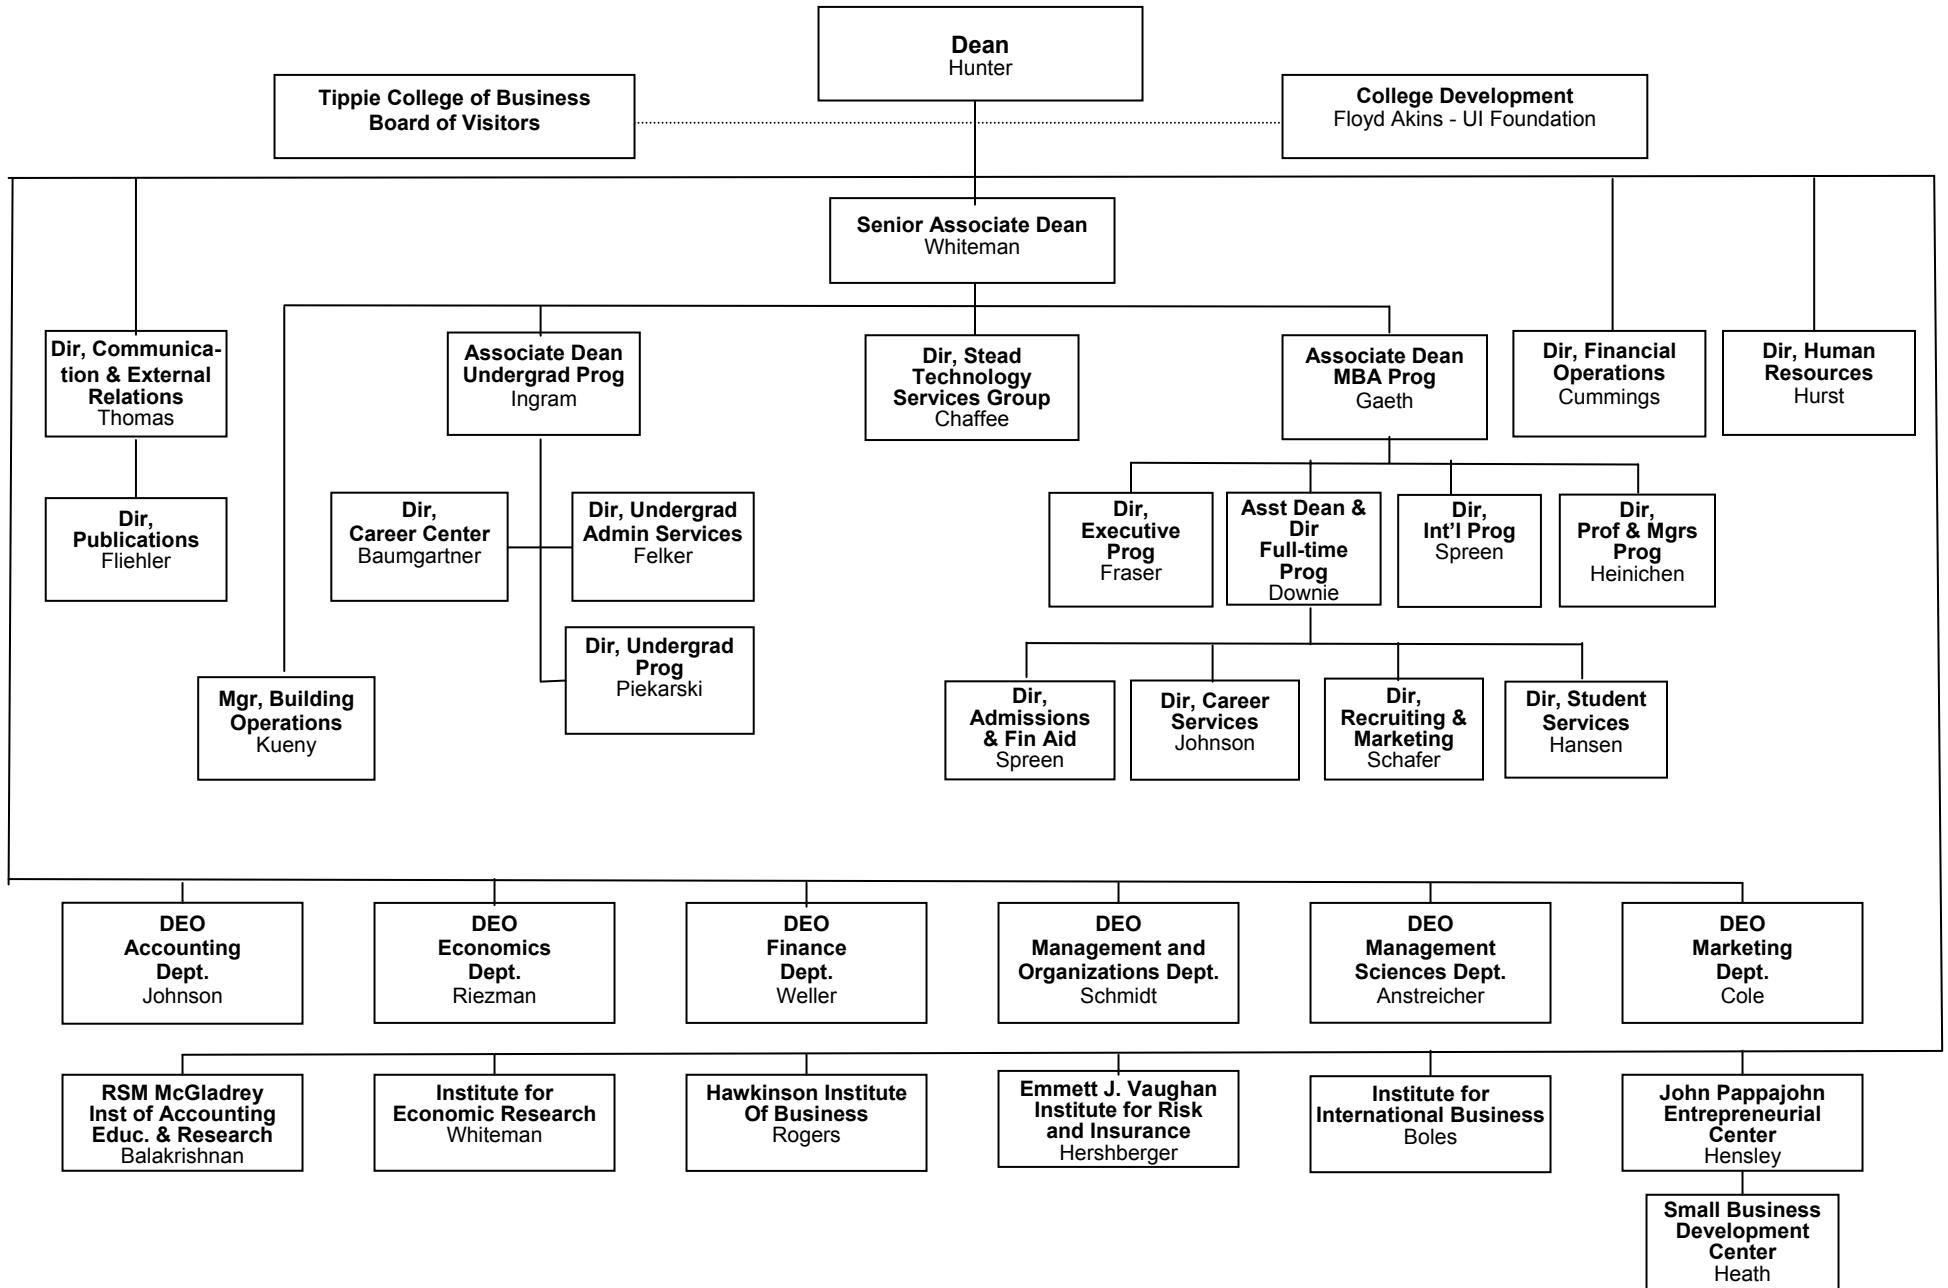 Dean
Hunter
Tippie College of Business
Board of Visitors
College Development
Floyd Akins - UI Foundation
Senior Associate Dean
Whiteman
Dir, Communica-
tion & External
Relations
Thomas
Associate Dean
Undergrad Prog
Ingram
Dir, Stead
Technology
Services Group
Chaffee
Associate Dean
MBA Prog
Gaeth
Dir, Financial
Operations
Cummings
Dir, Human
Resources
Hurst
Dir,
Publications
Fliehler
Dir,
Career Center
Baumgartner
Dir, Undergrad
Admin Services
Felker
Dir,
Executive
Prog
Fraser
Asst Dean &
Dir
Full-time
Prog
Downie
Dir,
Int'l Prog
Spreen
Dir,
Prof & Mgrs
Prog
Heinichen
Dir, Undergrad
Prog
Piekarski
Mgr, Building
Operations
Kueny
Dir,
Admissions
& Fin Aid
Spreen
Dir, Career
Services
Johnson
Dir,
Recruiting &
Marketing
Schafer
Dir, Student
Services
Hansen
DEO
Accounting
Dept.
Johnson
DEO
Economics
Dept.
Riezman
DEO
Finance
Dept.
Weller
DEO
Management and
Organizations Dept.
Schmidt
DEO
Management
Sciences Dept.
Anstreicher
DEO
Marketing
Dept.
Cole
RSM McGladrey
Inst of Accounting
Educ. & Research
Balakrishnan
Institute for
Economic Research
Whiteman
Hawkinson Institute
Of Business
Rogers
Emmett J. Vaughan
Institute for Risk
and Insurance
Hershberger
Institute for
International Business
Boles
John Pappajohn
Entrepreneurial
Center
Hensley
Small Business
Development
Center
Heath